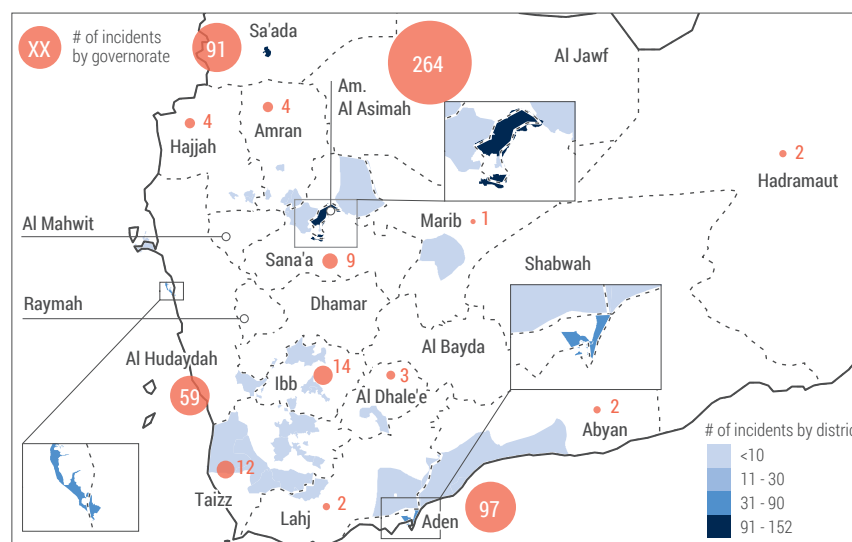 XX
# of incidents
by governorate
91
Sa'ada
264
Al Jawf
Am.
Al Asimah
4
Hajjah
4
Amran
2
Hadramaut
Al Mahwit
Marib
1
Sana'a
9
Shabwah
Raymah
Dhamar
Al Hudaydah
59
Al Bayda
Ibb
14
3
Al Dhale'e
2
Abyan
12
Taizz
Lahj
2
Aden
97
# of incidents by distric
<10
11 - 30
31 - 90
91 - 152